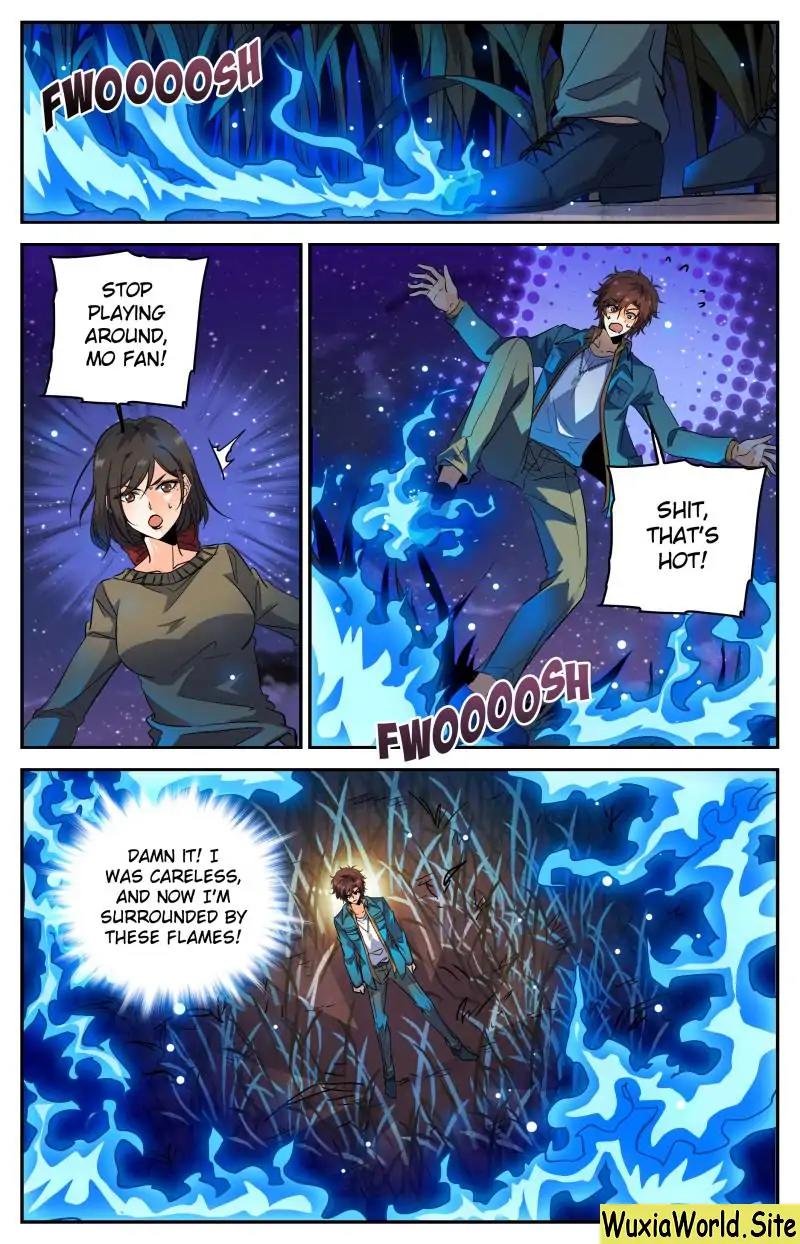 FWOOOOSH
STOP
PLAYING
AROUND,
MO FAN!
SHIT,
THAT'S
HOT!
FWOOOOSH
DAMN IT! I
WAS CARELESS,
AND NOW I'M
SURROUNDED BY
THESE FLAMES!
WuxiaWorld.Site